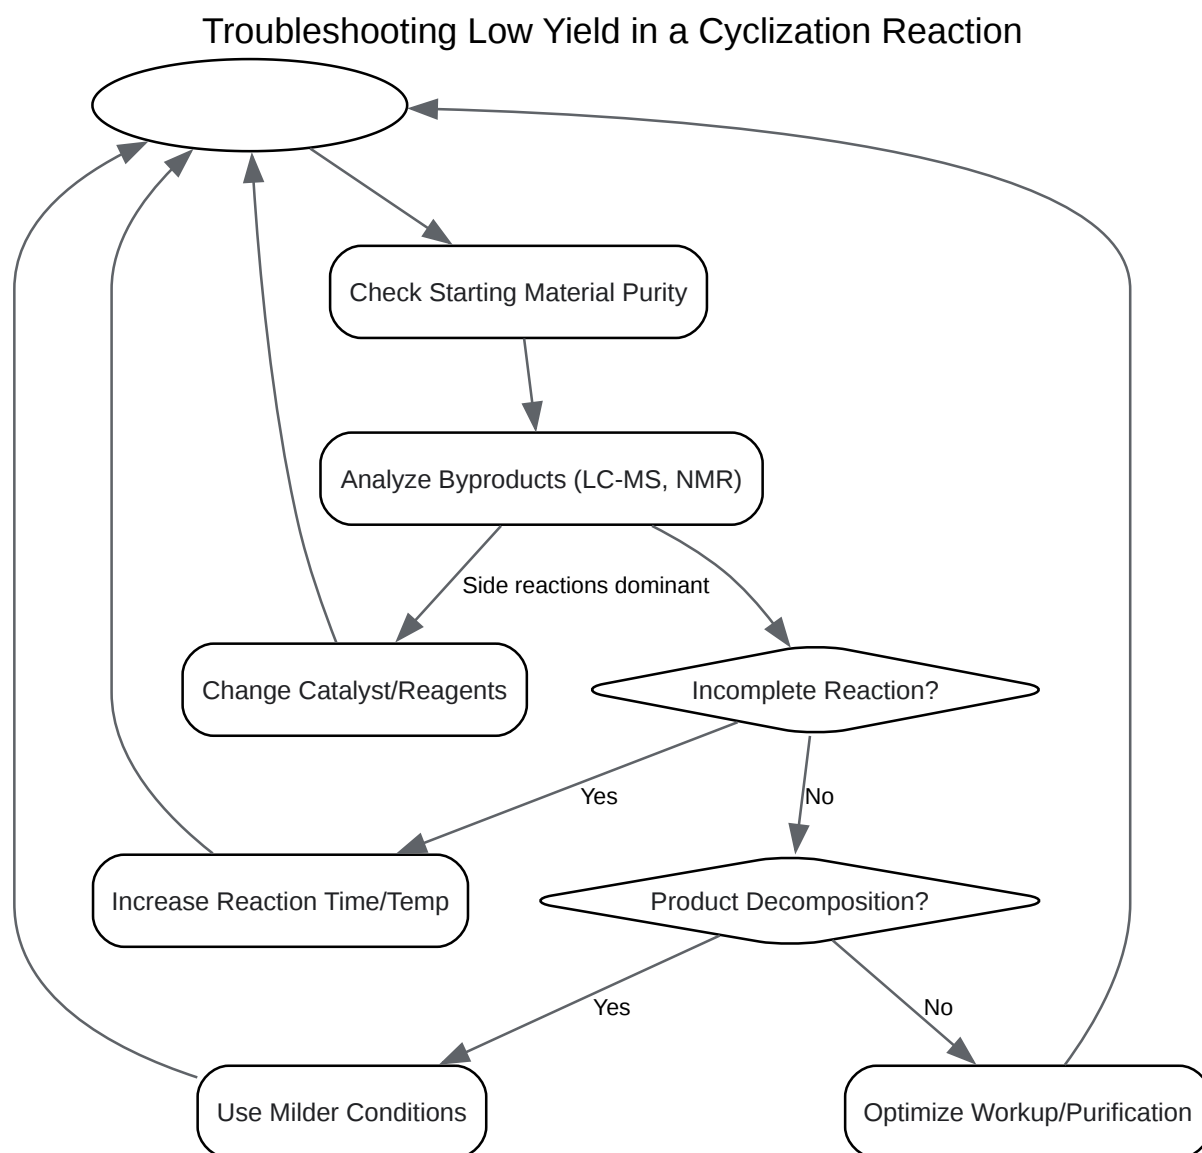 Troubleshooting Low Yield in a Cyclization Reaction
Check Starting Material Purity
Analyze Byproducts (LC-MS, NMR)
Side reactions dominant
Change Catalyst/Reagents
Incomplete Reaction?
Yes
No
Increase Reaction Time/Temp
Product Decomposition?
Yes
No
Use Milder Conditions
Optimize Workup/Purification